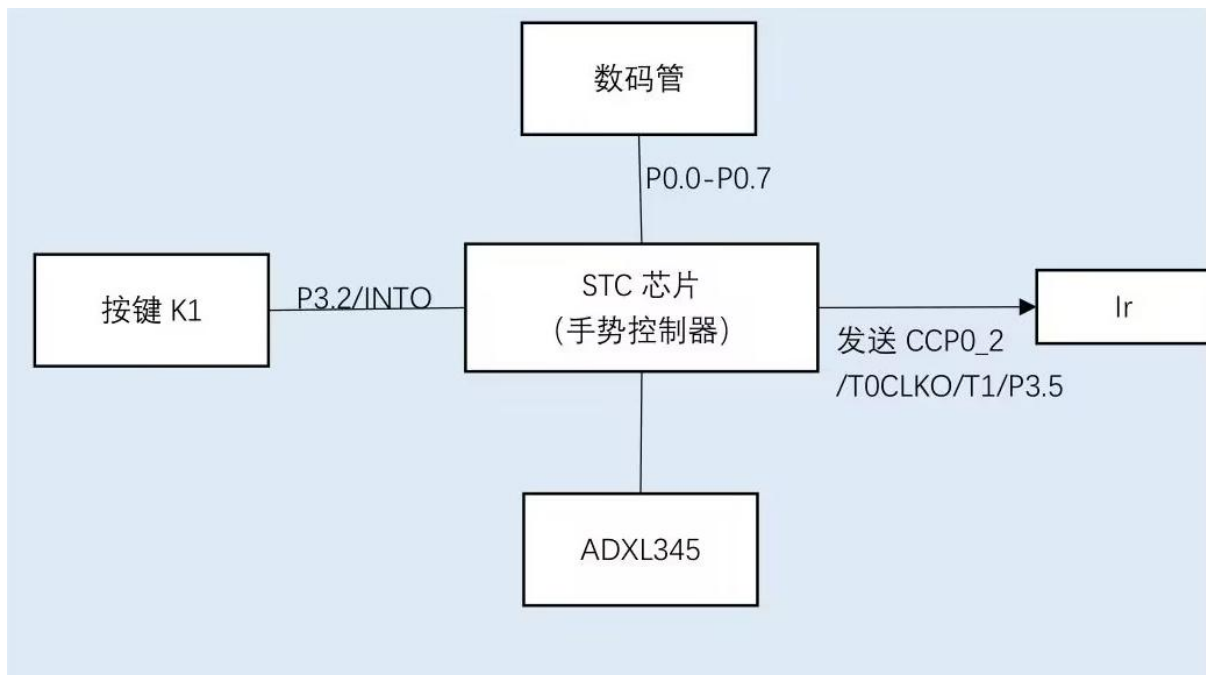 数码管
P0.0-P0.7
按键 K1
P3.2/INTO
STC 芯片
（手势控制器）
Ir
发送 CCP0_2
/T0CLKO/T1/P3.5
ADXL345